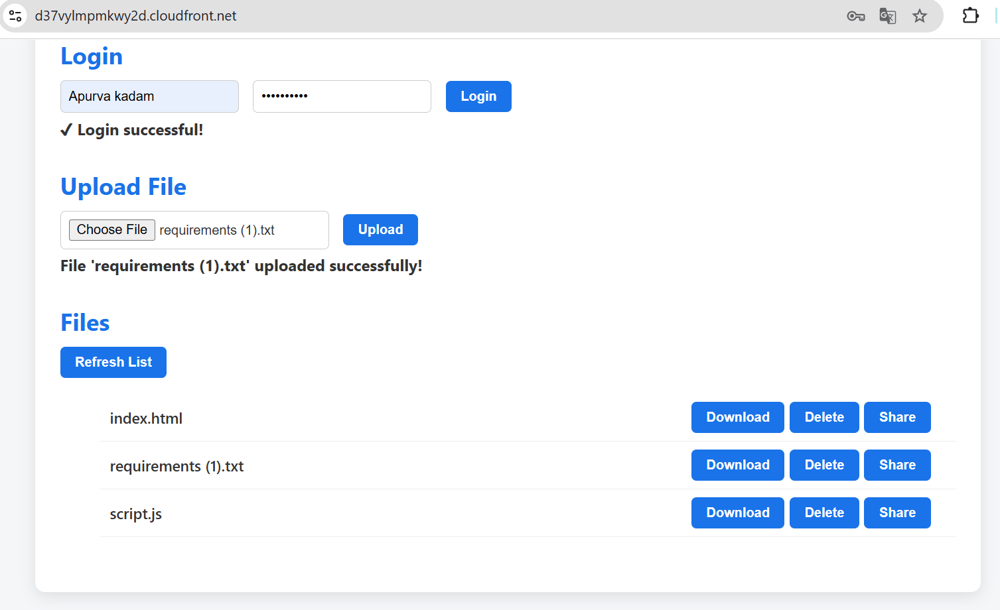 d37vylmpmkwy2d.cloudfront.net
Login
Apurva kadam •••••••••• Login
✔ Login successful!
Upload File
Choose File requirements (1).txt Upload
File 'requirements (1).txt' uploaded successfully!
Files
Refresh List
index.html Download Delete Share
requirements (1).txt Download Delete Share
script.js Download Delete Share